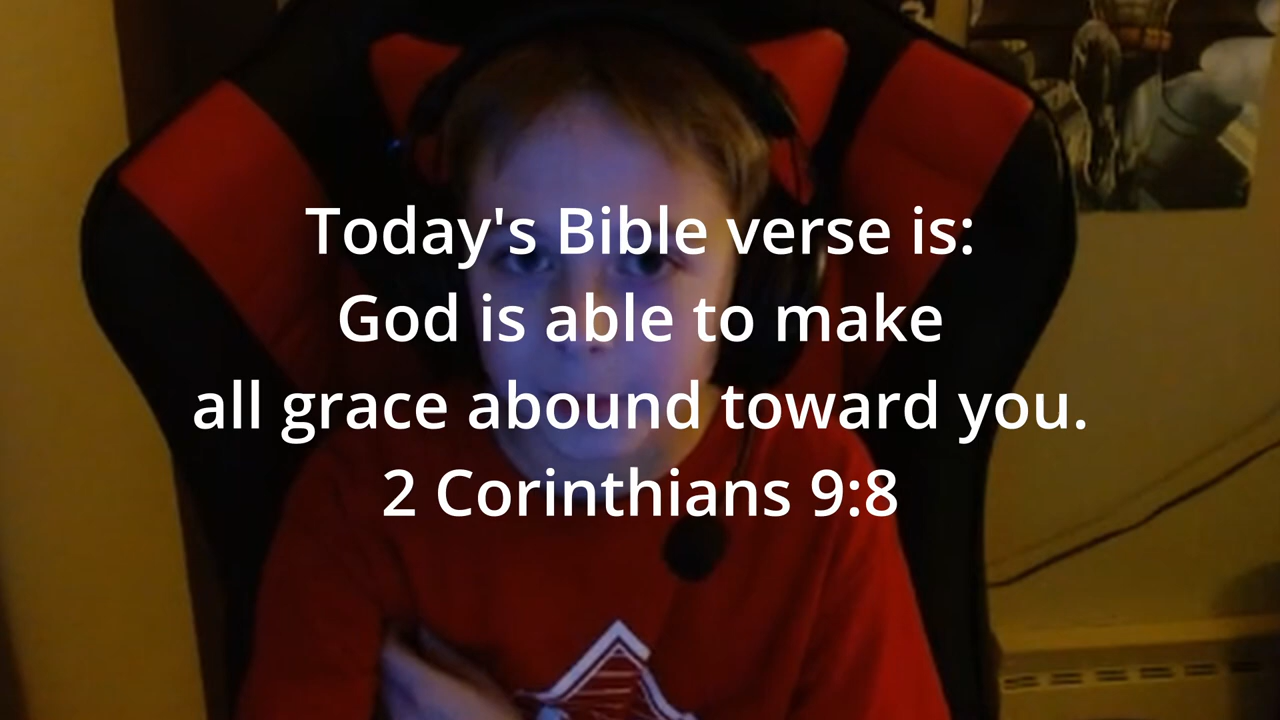 Today's Bible verse is:
God is able to make
all grace abound toward you.
2 Corinthians 9:8